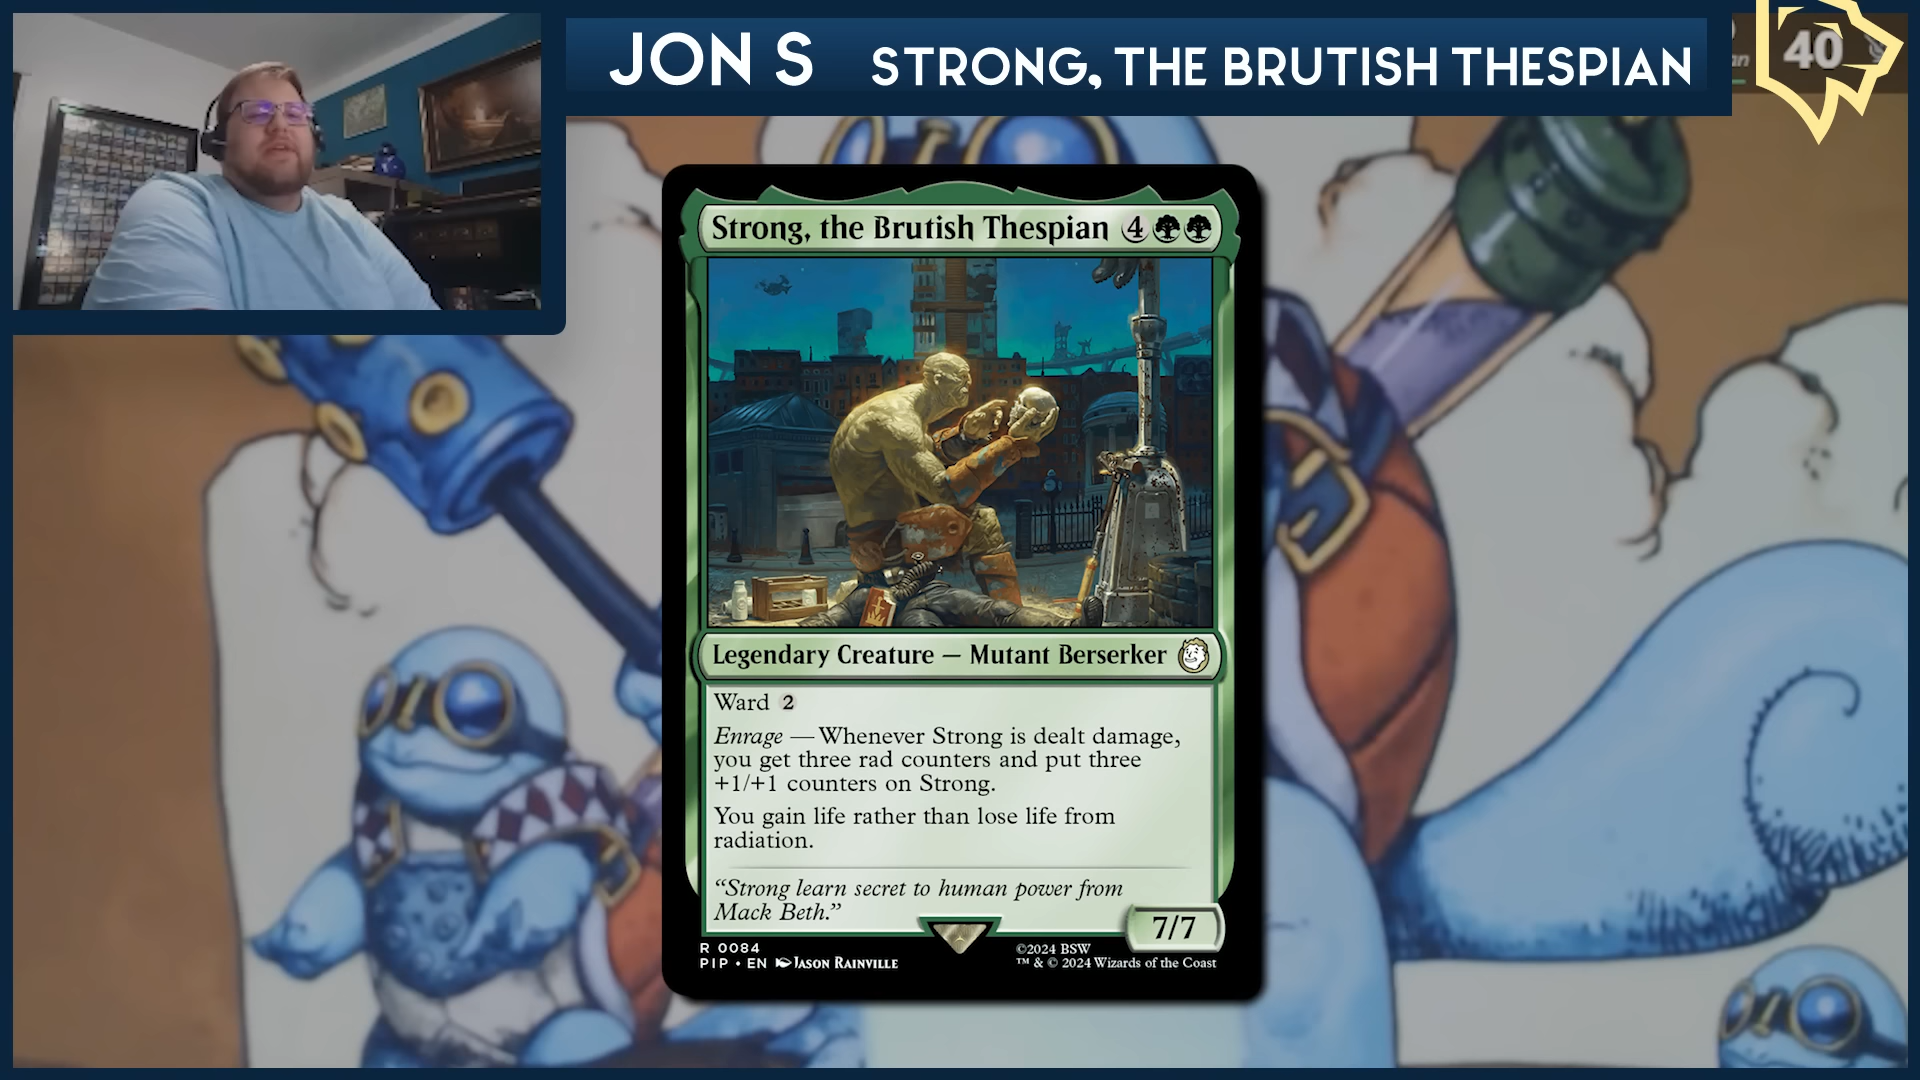 JON S STRONG, THE BRUTISH THESPIAN
40
Strong, the Brutish Thespian 4
Legendary Creature — Mutant Berserker
Ward 2
Enrage — Whenever Strong is dealt damage,
you get three rad counters and put three
+1/+1 counters on Strong.
You gain life rather than lose life from
radiation.
"Strong learn secret to human power from
Mack Beth."
7/7
R 0084
PIP • EN JASON RAINVILLE
©2024 BSW
™ & © 2024 Wizards of the Coast